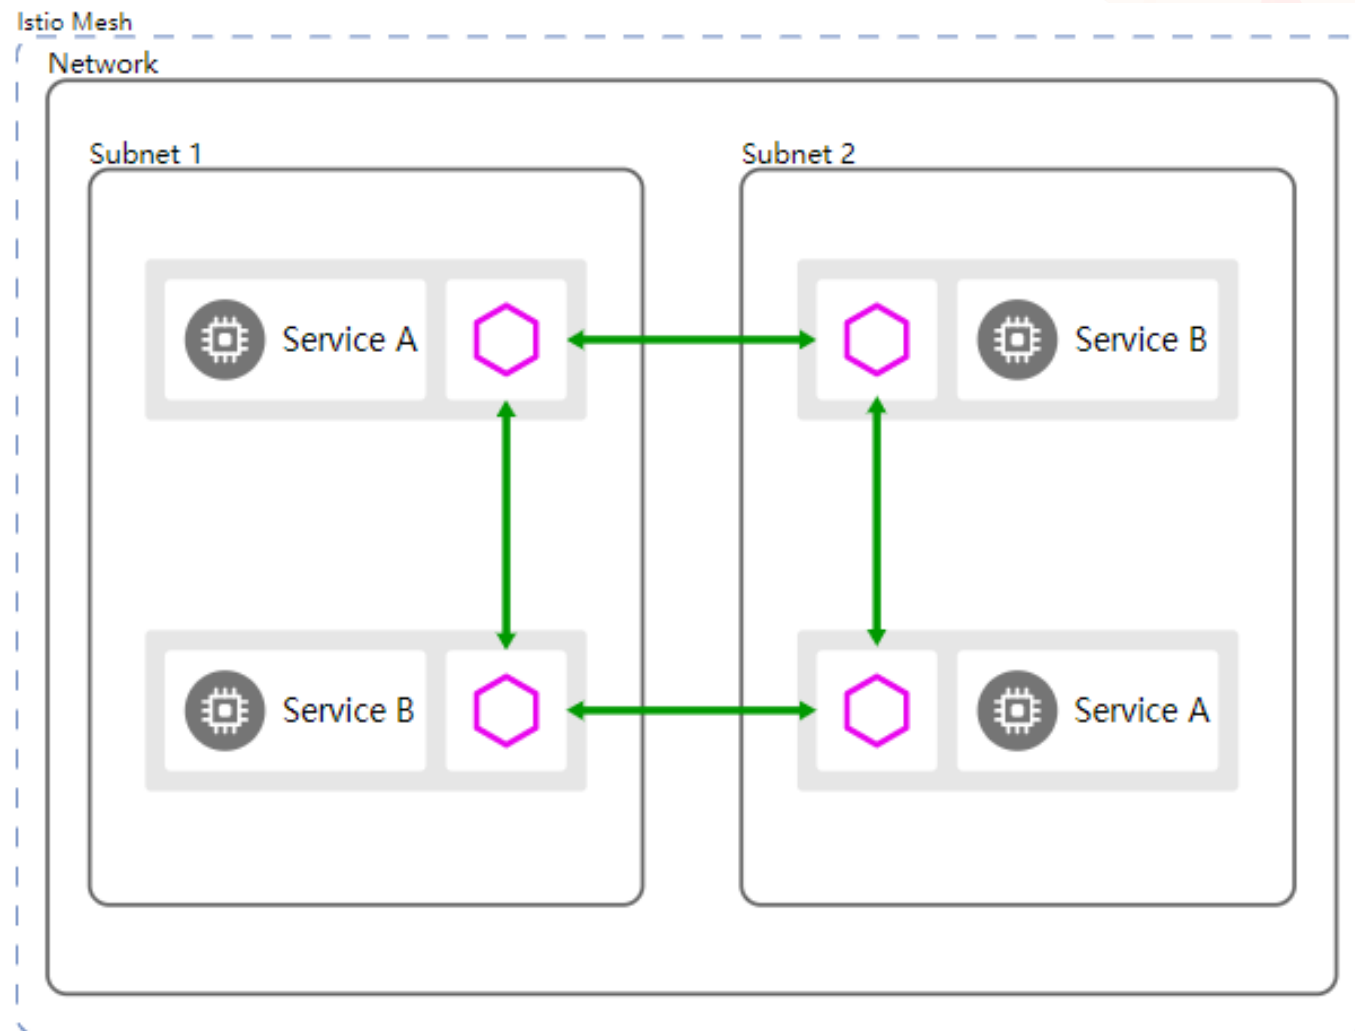 Istio Mesh
Network
Subnet 1
Subnet 2
Service A
Service B
Service B
Service A